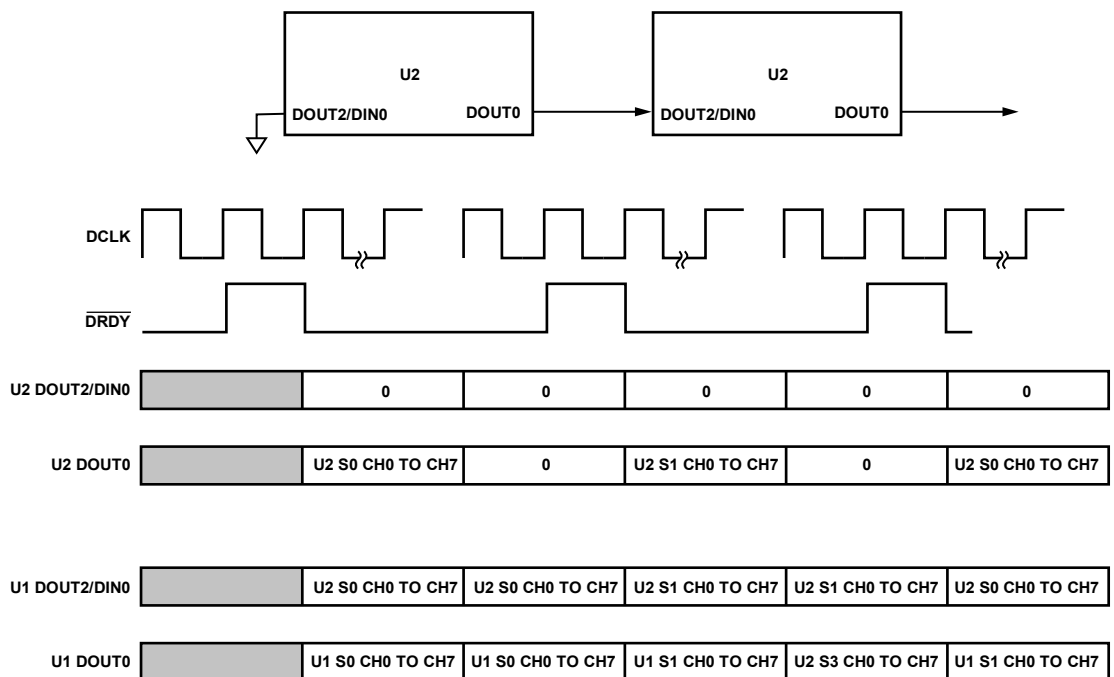 U2
U2
DOUT2/DIN0
DOUT0
DOUT2/DIN0
DOUT0
DCLK
DRDY
U2 DOUT2/DIN0
0
0
0
0
0
U2 DOUT0
U2 S0 CH0 TO CH7
0
U2 S1 CH0 TO CH7
0
U2 S0 CH0 TO CH7
U1 DOUT2/DIN0
U2 S0 CH0 TO CH7
U2 S0 CH0 TO CH7
U2 S1 CH0 TO CH7
U2 S1 CH0 TO CH7
U2 S0 CH0 TO CH7
U1 DOUT0
U1 S0 CH0 TO CH7
U1 S0 CH0 TO CH7
U1 S1 CH0 TO CH7
U2 S3 CH0 TO CH7
U1 S1 CH0 TO CH7